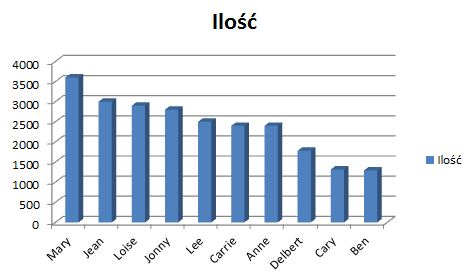 Ilość
4000
3500
3000
2500
2000
1500
1000
500
0
Mary
Jean
Loise
Jonny
Lee
Carrie
Anne
Delbert
Cary
Ben
Ilość